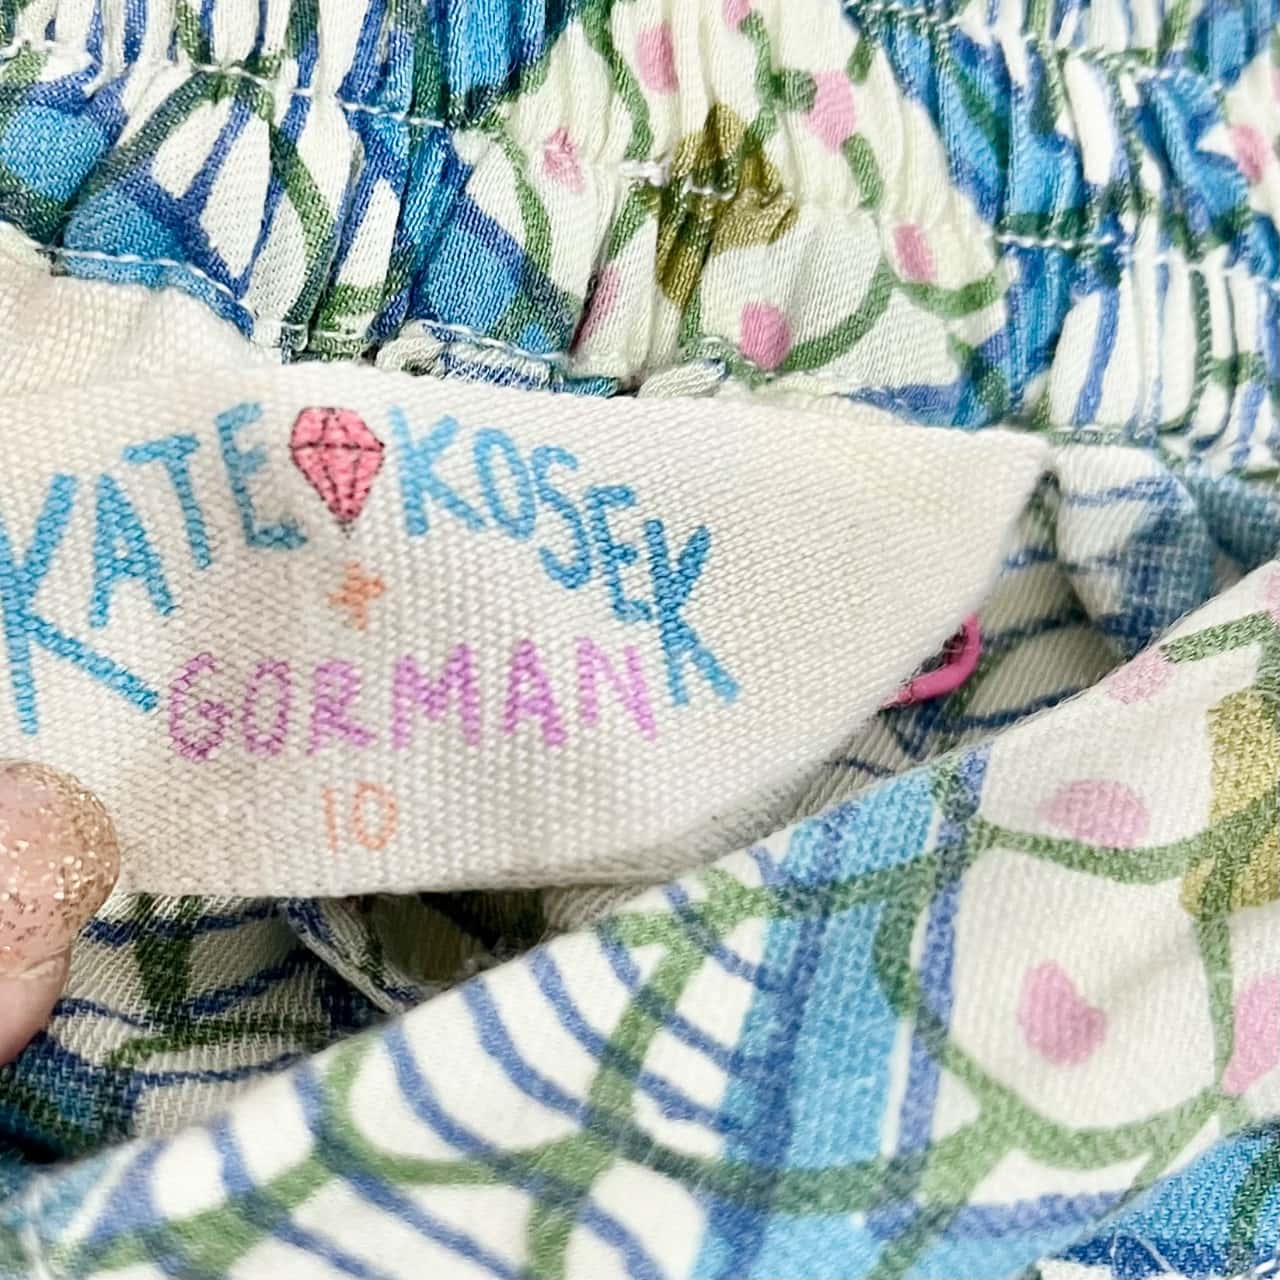 KATE KOSEK
+
GORMAN
10